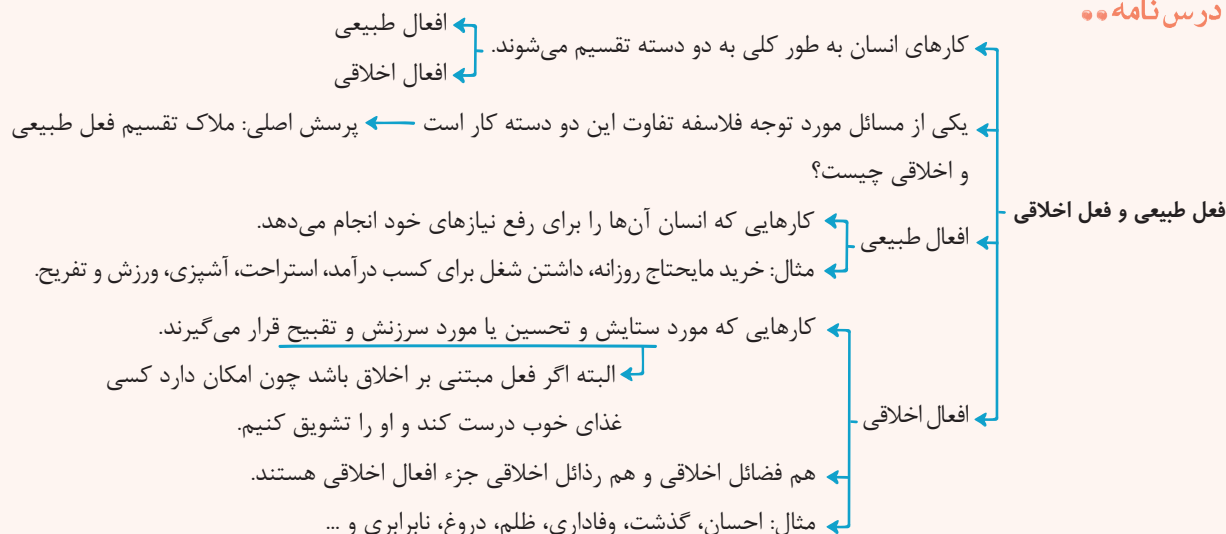 درس‌نامه
فعل طبیعی و فعل اخلاقی
کارهای انسان به طور کلی به دو دسته تقسیم می‌شوند.
افعال طبیعی
افعال اخلاقی
یکی از مسائل مورد توجه فلاسفه تفاوت این دو دسته کار است پرسش اصلی: ملاک تقسیم فعل طبیعی
و اخلاقی چیست؟
افعال طبیعی
کارهایی که انسان آن‌ها را برای رفع نیازهای خود انجام می‌دهد.
مثال: خرید مایحتاج روزانه، داشتن شغل برای کسب درآمد، استراحت، آشپزی، ورزش و تفریح.
افعال اخلاقی
کارهایی که مورد ستایش و تحسین یا مورد سرزنش و تقبیح قرار می‌گیرند.
البته اگر فعل مبتنی بر اخلاق باشد چون امکان دارد کسی
غذای خوب درست کند و او را تشویق کنیم.
هم فضائل اخلاقی و هم رذائل اخلاقی جزء افعال اخلاقی هستند.
مثال: احسان، گذشت، وفاداری، ظلم، دروغ، نابرابری و ...